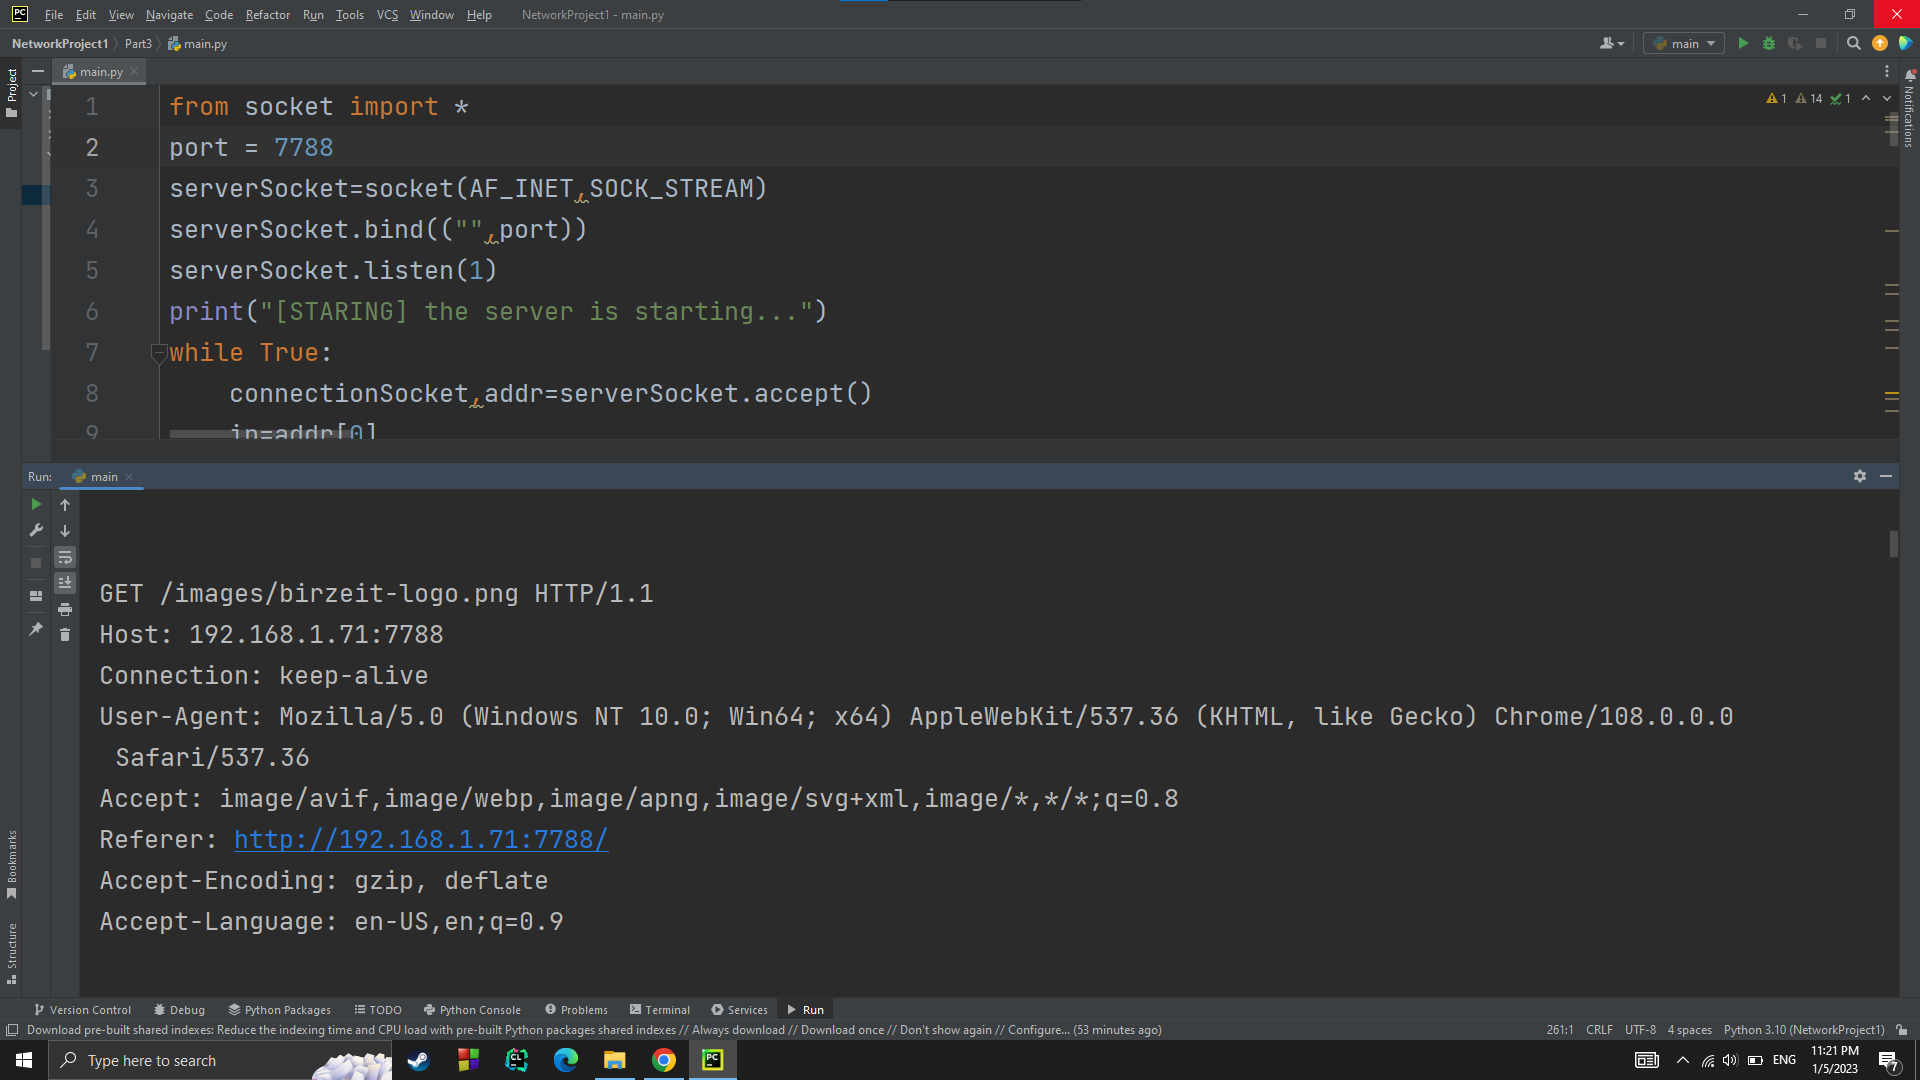 PC File Edit View Navigate Code Refactor Run Tools VCS Window Help NetworkProject1 - main.py
NetworkProject1 Part3 main.py main
Project main.py Notifications
1 from socket import *
1 14 1
2 port = 7788
3 serverSocket=socket(AF_INET,SOCK_STREAM)
4 serverSocket.bind(("",port))
5 serverSocket.listen(1)
6 print("[STARING] the server is starting...")
7 while True:
8 connectionSocket,addr=serverSocket.accept()
9 ip=addr[0]
Run: main
GET /images/birzeit-logo.png HTTP/1.1
Host: 192.168.1.71:7788
Connection: keep-alive
User-Agent: Mozilla/5.0 (Windows NT 10.0; Win64; x64) AppleWebKit/537.36 (KHTML, like Gecko) Chrome/108.0.0.0
Safari/537.36
Accept: image/avif,image/webp,image/apng,image/svg+xml,image/*,*/*;q=0.8
Referer: http://192.168.1.71:7788/
Accept-Encoding: gzip, deflate
Accept-Language: en-US,en;q=0.9
Bookmarks
Structure
Version Control Debug Python Packages TODO Python Console Problems Terminal Services Run
Download pre-built shared indexes: Reduce the indexing time and CPU load with pre-built Python packages shared indexes // Always download // Download once // Don't show again // Configure... (53 minutes ago) 261:1 CRLF UTF-8 4 spaces Python 3.10 (NetworkProject1)
Type here to search CL PC ENG 11:21 PM
1/5/2023 7